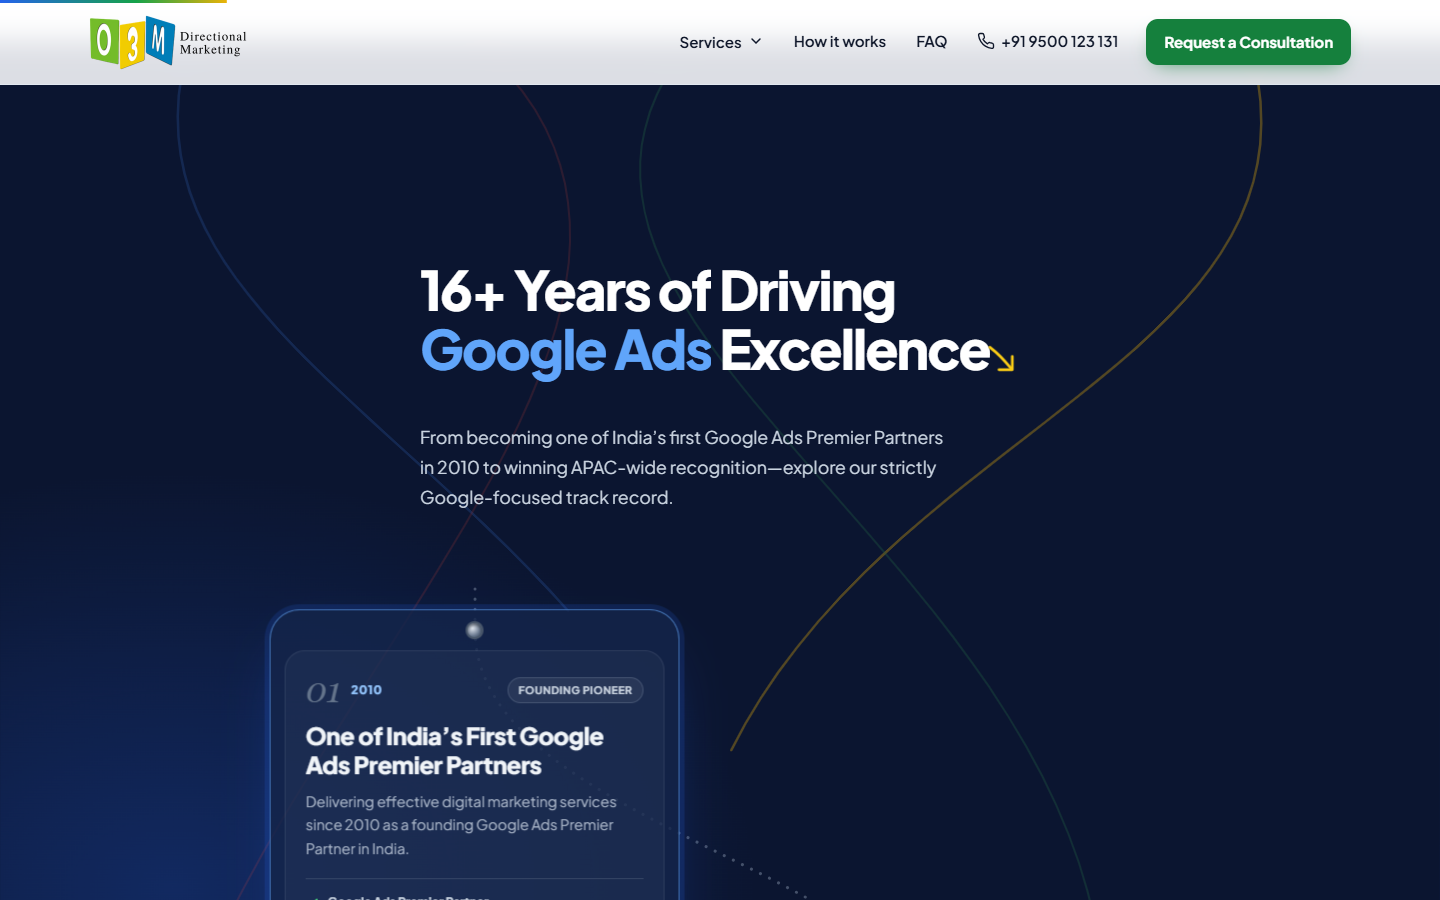 O3M Directional
Marketing
Services
How it works
FAQ
+91 9500 123 131
Request a Consultation
16+ Years of Driving
Google Ads Excellence
From becoming one of India’s first Google Ads Premier Partners
in 2010 to winning APAC-wide recognition—explore our strictly
Google-focused track record.
01 2010 FOUNDING PIONEER
One of India’s First Google
Ads Premier Partners
Delivering effective digital marketing services
since 2010 as a founding Google Ads Premier
Partner in India.